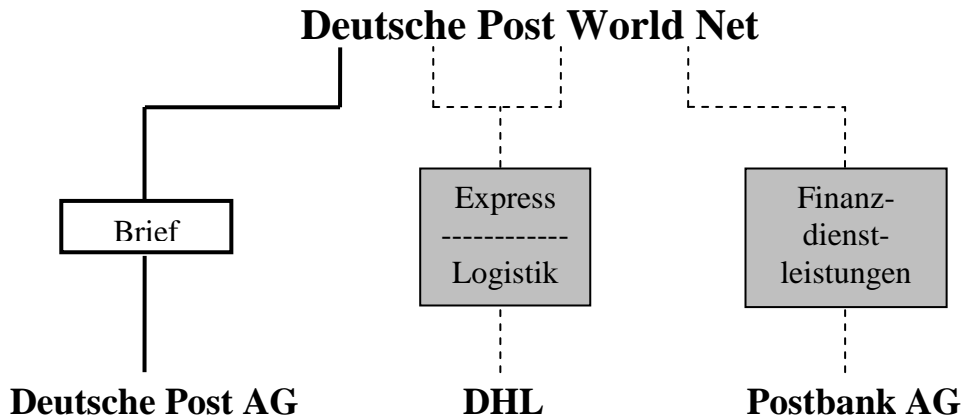 Deutsche Post World Net
Brief
Express
------------
Logistik
Finanz-
dienst-
leistungen
Deutsche Post AG
DHL
Postbank AG